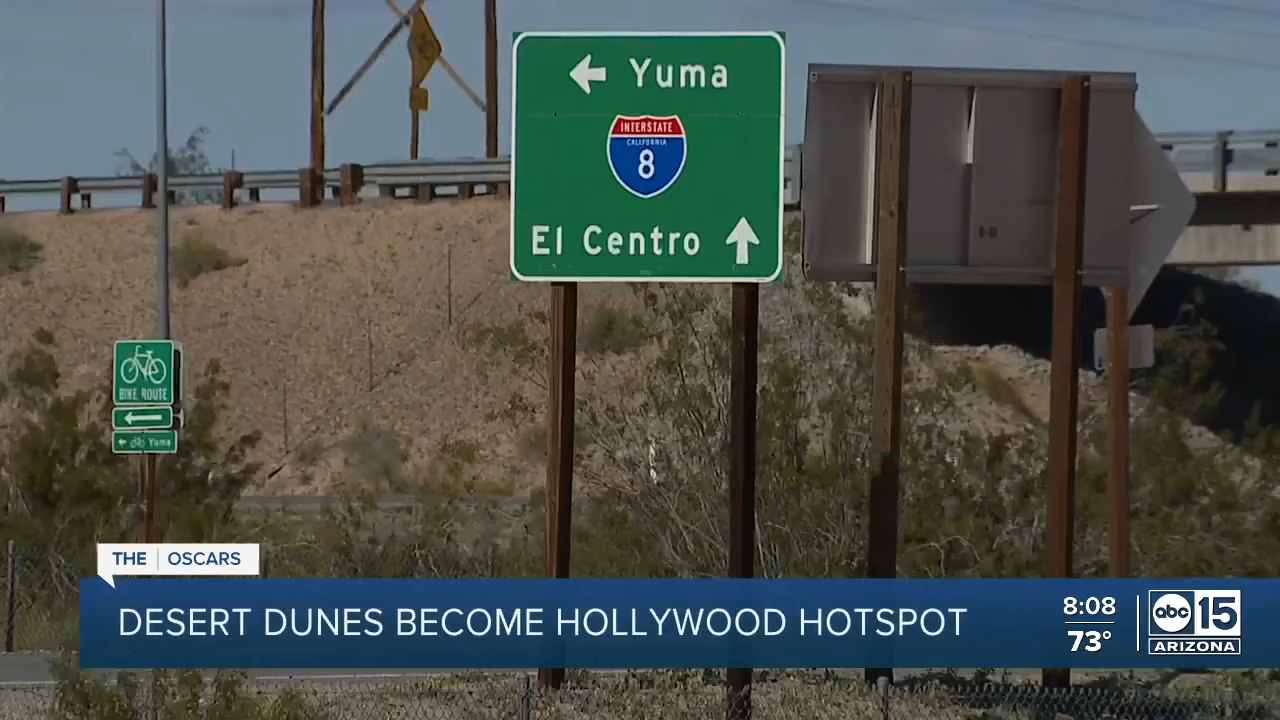 Yuma
INTERSTATE
CALIFORNIA
8
El Centro
BIKE ROUTE
Yuma
THE | OSCARS
DESERT DUNES BECOME HOLLYWOOD HOTSPOT
8:08
73°
abc 15
ARIZONA